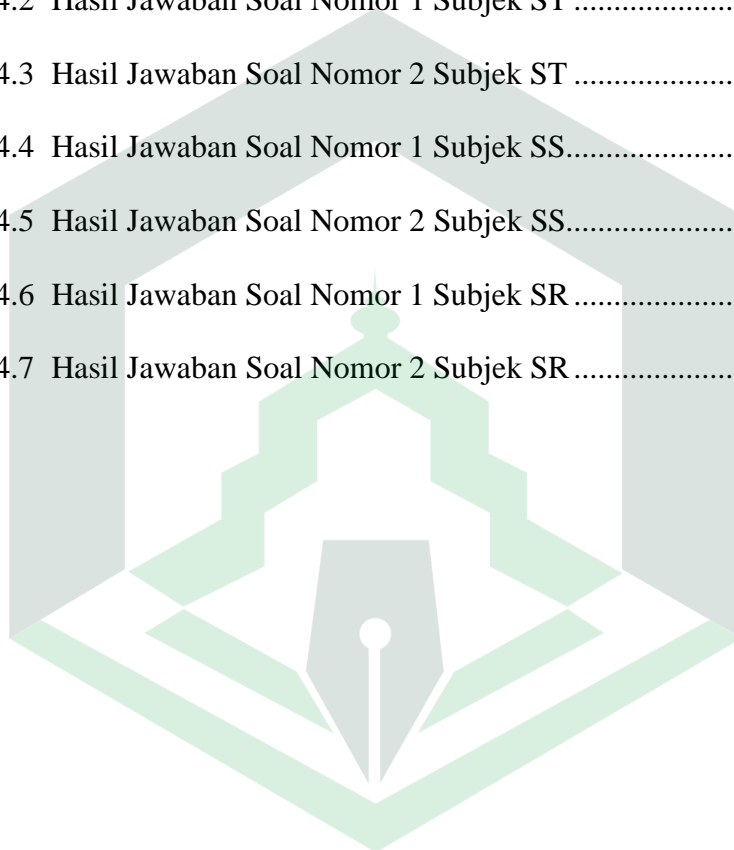 4.2 Hasil Jawaban Soal Nomor 1 Subjek ST ....................
4.3 Hasil Jawaban Soal Nomor 2 Subjek ST ....................
4.4 Hasil Jawaban Soal Nomor 1 Subjek SS.....................
4.5 Hasil Jawaban Soal Nomor 2 Subjek SS.....................
4.6 Hasil Jawaban Soal Nomor 1 Subjek SR ....................
4.7 Hasil Jawaban Soal Nomor 2 Subjek SR ....................